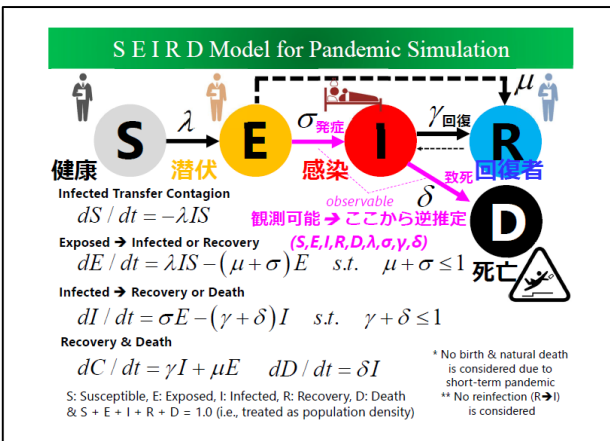 S E I R D Model for Pandemic Simulation
μ
S λ E σ発症 I γ回復 R
健康 潜伏 感染 回復者
致死
δ
observable
D
死亡
観測可能➔ここから逆推定
(S,E,I,R,D,λ,σ,γ,δ)
Infected Transfer Contagion
dS / dt = −λIS
Exposed ➔ Infected or Recovery
dE / dt = λIS − (μ + σ)E s.t. μ + σ ≤ 1
Infected ➔ Recovery or Death
dI / dt = σE − (γ + δ)I s.t. γ + δ ≤ 1
Recovery & Death
dC / dt = γI + μE dD / dt = δI
S: Susceptible, E: Exposed, I: Infected, R: Recovery, D: Death
& S + E + I + R + D = 1.0 (i.e., treated as population density)
* No birth & natural death
is considered due to
short-term pandemic
** No reinfection (R➔I)
is considered